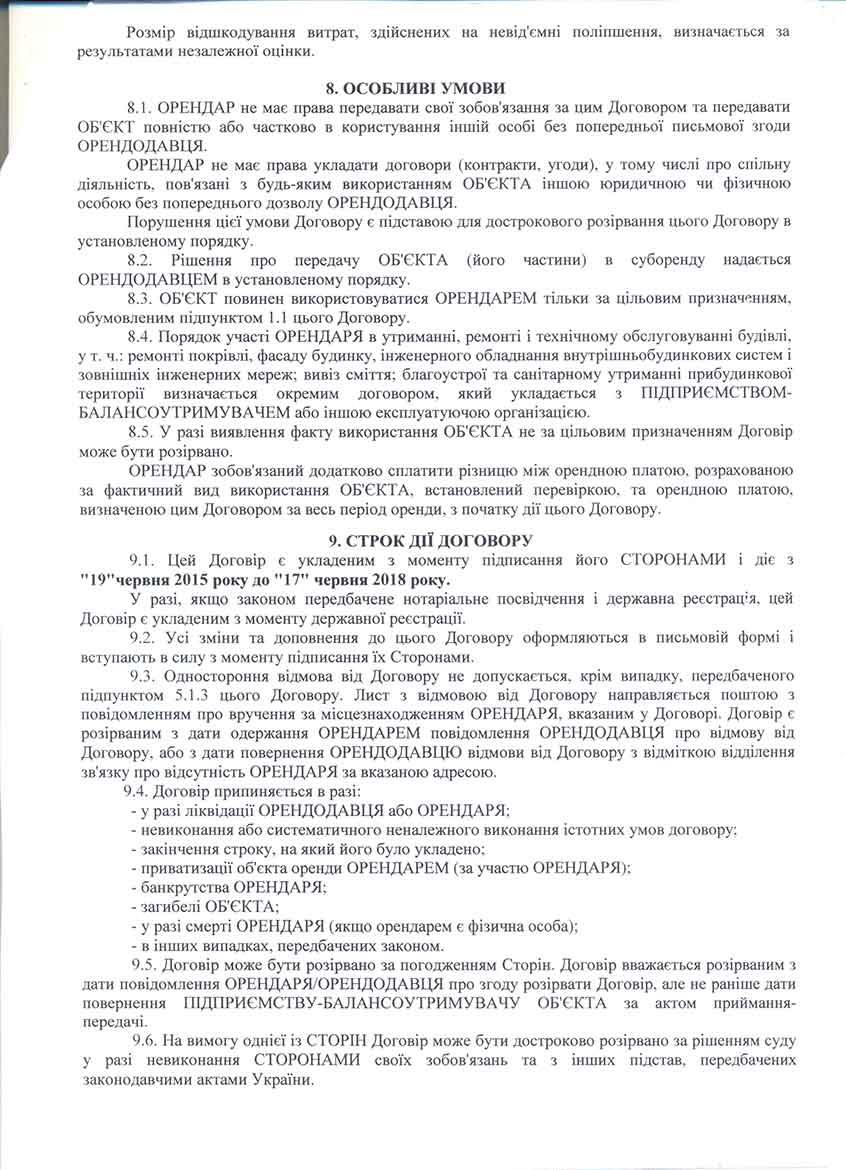 Розмір відшкодування витрат, здійснених на невід'ємні поліпшення, визначається за
результатами незалежної оцінки.
8. ОСОБЛИВІ УМОВИ
8.1. ОРЕНДАР не має права передавати свої зобов'язання за цим Договором та передавати
ОБ'ЄКТ повністю або частково в користування іншій особі без попередньої письмової згоди
ОРЕНДОДАВЦЯ.
ОРЕНДАР не має права укладати договори (контракти, угоди), у тому числі про спільну
діяльність, пов'язані з будь-яким використанням ОБ'ЄКТА іншою юридичною чи фізичною
особою без попереднього дозволу ОРЕНДОДАВЦЯ.
Порушення цієї умови Договору є підставою для дострокового розірвання цього Договору в
установленому порядку.
8.2. Рішення про передачу ОБ'ЄКТА (його частини) в суборенду надається
ОРЕНДОДАВЦЕМ в установленому порядку.
8.3. ОБ'ЄКТ повинен використовуватися ОРЕНДАРЕМ тільки за цільовим призначенням,
обумовленим підпунктом 1.1 цього Договору.
8.4. Порядок участі ОРЕНДАРЯ в утриманні, ремонті і технічному обслуговуванні будівлі,
у т. ч.: ремонті покрівлі, фасаду будинку, інженерного обладнання внутрішньобудинкових систем і
зовнішніх інженерних мереж; вивіз сміття; благоустрої та санітарному утриманні прибудинкової
території визначається окремим договором, який укладається з ПІДПРИЄМСТВОМ-
БАЛАНСОУТРИМУВАЧЕМ або іншою експлуатуючою організацією.
8.5. У разі виявлення факту використання ОБ'ЄКТА не за цільовим призначенням Договір
може бути розірвано.
ОРЕНДАР зобов'язаний додатково сплатити різницю між орендною платою, розрахованою
за фактичний вид використання ОБ'ЄКТА, встановлений перевіркою, та орендною платою,
визначеною цим Договором за весь період оренди, з початку дії цього Договору.
9. СТРОК ДІЇ ДОГОВОРУ
9.1. Цей Договір є укладеним з моменту підписання його СТОРОНАМИ і діє з
"19"червня 2015 року до "17" червня 2018 року.
У разі, якщо законом передбачене нотаріальне посвідчення і державна реєстрація, цей
Договір є укладеним з моменту державної реєстрації.
9.2. Усі зміни та доповнення до цього Договору оформляються в письмовій формі і
вступають в силу з моменту підписання їх Сторонами.
9.3. Одностороння відмова від Договору не допускається, крім випадку, передбаченого
підпунктом 5.1.3 цього Договору. Лист з відмовою від Договору направляється поштою з
повідомленням про вручення за місцезнаходженням ОРЕНДАРЯ, вказаним у Договорі. Договір є
розірваним з дати одержання ОРЕНДАРЕМ повідомлення ОРЕНДОДАВЦЯ про відмову від
Договору, або з дати повернення ОРЕНДОДАВЦЮ відмови від Договору з відміткою відділення
зв'язку про відсутність ОРЕНДАРЯ за вказаною адресою.
9.4. Договір припиняється в разі:
- у разі ліквідації ОРЕНДОДАВЦЯ або ОРЕНДАРЯ;
- невиконання або систематичного неналежного виконання істотних умов договору;
- закінчення строку, на який його було укладено;
- приватизації об'єкта оренди ОРЕНДАРЕМ (за участю ОРЕНДАРЯ);
- банкрутства ОРЕНДАРЯ;
- загибелі ОБ'ЄКТА;
- у разі смерті ОРЕНДАРЯ (якщо орендарем є фізична особа);
- в інших випадках, передбачених законом.
9.5. Договір може бути розірвано за погодженням Сторін. Договір вважається розірваним з
дати повідомлення ОРЕНДАРЯ/ОРЕНДОДАВЦЯ про згоду розірвати Договір, але не раніше дати
повернення ПІДПРИЄМСТВУ-БАЛАНСОУТРИМУВАЧУ ОБ'ЄКТА за актом приймання-
передачі.
9.6. На вимогу однієї із СТОРІН Договір може бути достроково розірвано за рішенням суду
у разі невиконання СТОРОНАМИ своїх зобов'язань та з інших підстав, передбачених
законодавчими актами України.